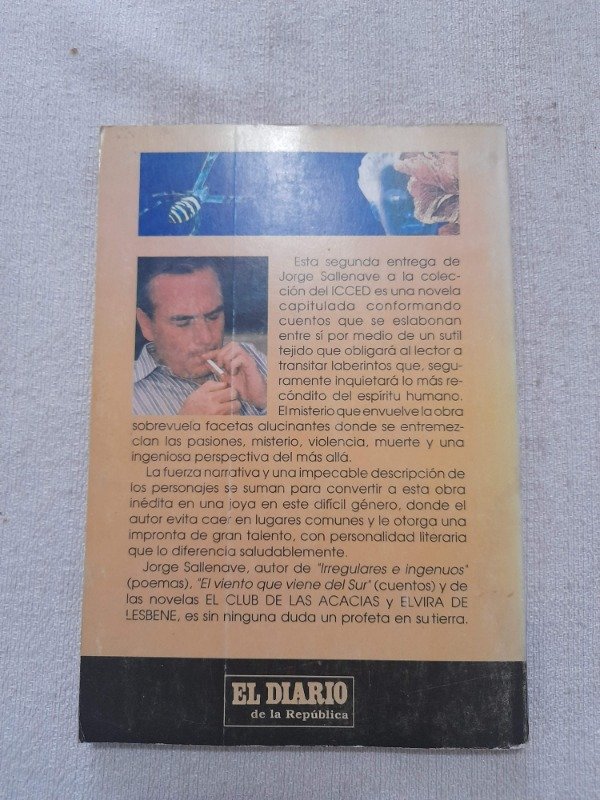 Esta segunda entrega de
Jorge Sallenave a la colec-
ción del ICCED es una novela
capitulada conformando
cuentos que se eslabonan
entre sí por medio de un sutil
tejido que obligará al lector a
transitar laberintos que, segu-
ramente inquietará lo más re-
cóndito del espíritu humano.
El misterio que envuelve la obra
sobrevuela facetas alucinantes donde se entremez-
clan las pasiones, misterio, violencia, muerte y una
ingeniosa perspectiva del más allá.
La fuerza narrativa y una impecable descripción de
los personajes se suman para convertir a esta obra
inédita en una joya en este difícil género, donde el
autor evita caer en lugares comunes y le otorga una
impronta de gran talento, con personalidad literaria
que lo diferencia saludablemente.
Jorge Sallenave, autor de "Irregulares e ingenuos"
(poemas), "El viento que viene del Sur" (cuentos) y de
las novelas EL CLUB DE LAS ACACIAS y ELVIRA DE
LESBENE, es sin ninguna duda un profeta en su tierra.
EL DIARIO
de la República